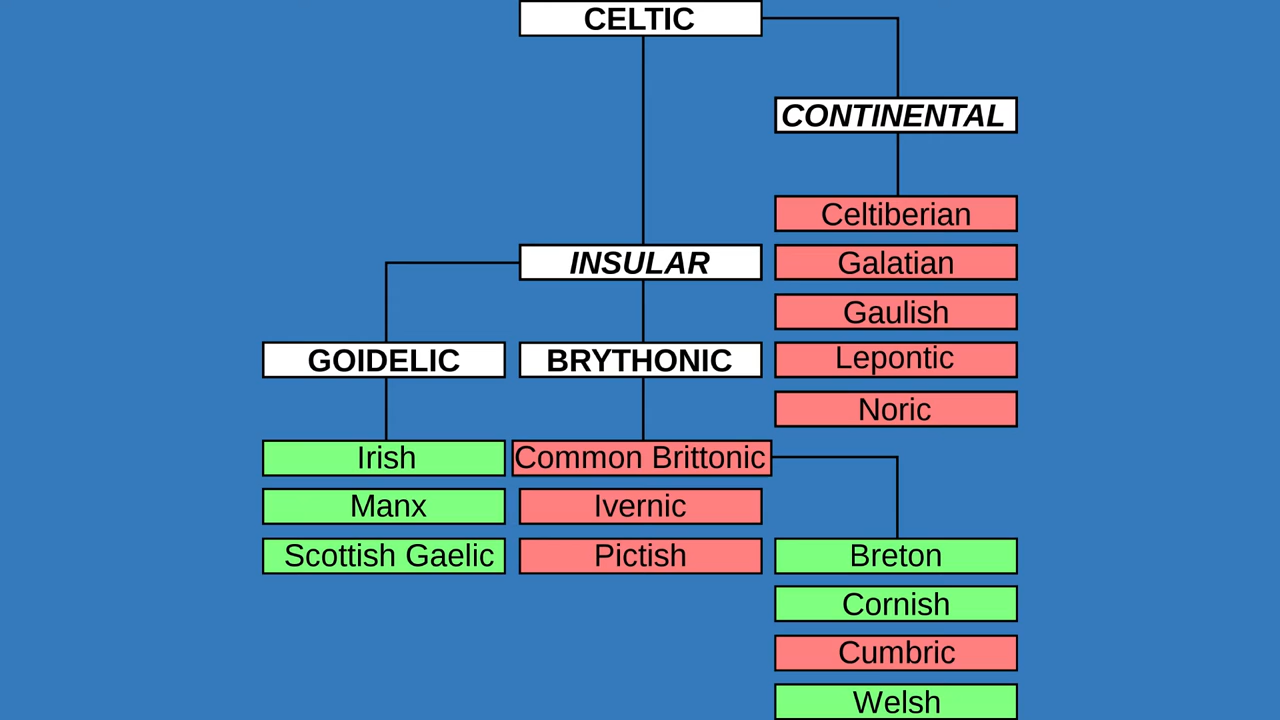 CELTIC
CONTINENTAL
Celtiberian
INSULAR
Galatian
Gaulish
GOIDELIC
BRYTHONIC
Lepontic
Noric
Irish
Common Brittonic
Manx
Ivernic
Scottish Gaelic
Pictish
Breton
Cornish
Cumbric
Welsh